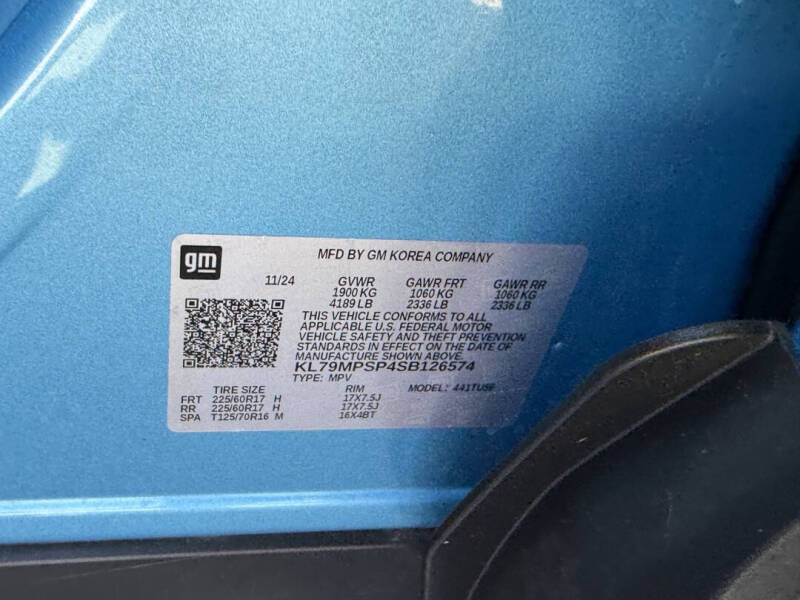 gm
MFD BY GM KOREA COMPANY
11/24 GVWR GAWR FRT GAWR RR
1900 KG 1060 KG 1060 KG
4189 LB 2336 LB 2336 LB
THIS VEHICLE CONFORMS TO ALL
APPLICABLE U.S. FEDERAL MOTOR
VEHICLE SAFETY AND THEFT PREVENTION
STANDARDS IN EFFECT ON THE DATE OF
MANUFACTURE SHOWN ABOVE.
KL79MPSP4SB126574
TYPE: MPV MODEL:
TIRE SIZE RIM
FRT 225/60R17 H 17X7.5J
RR 225/60R17 H 17X7.5J
SPA T125/70R16 M 16X4BT